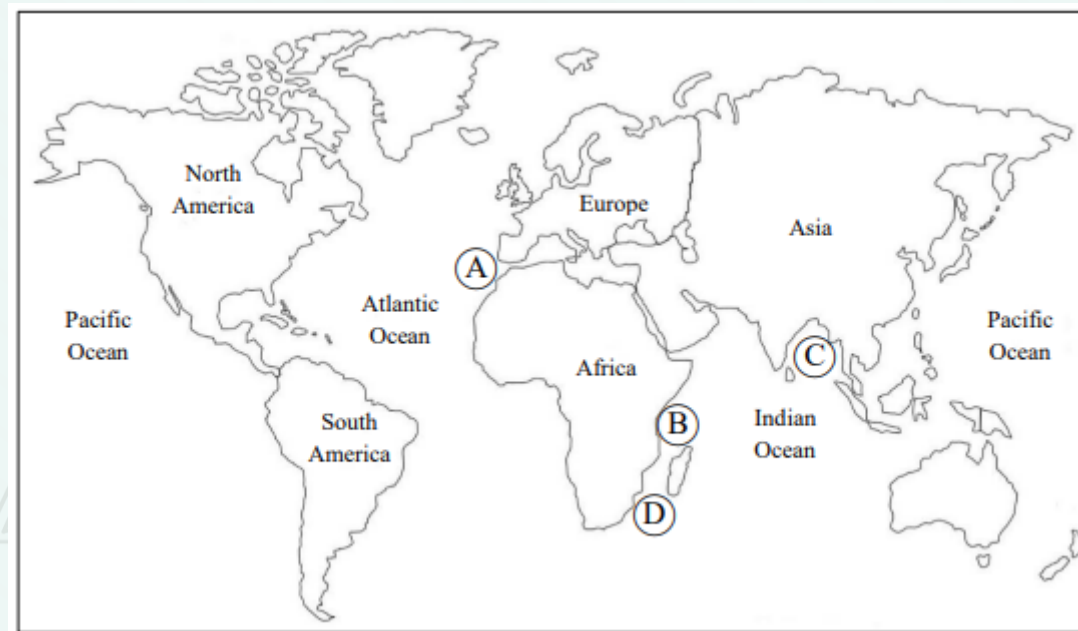 North
America
Europe
Asia
A
Pacific
Ocean
Atlantic
Ocean
Pacific
Ocean
C
Africa
B
Indian
Ocean
South
America
D